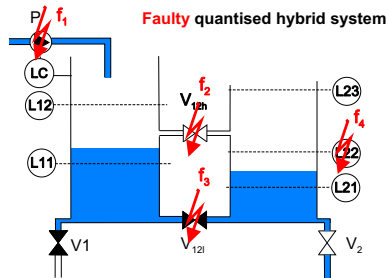 Faulty quantised hybrid system
P
f1
LC
L12
V12h
f2
L23
f4
L22
L11
f3
L21
V1
V12l
V2